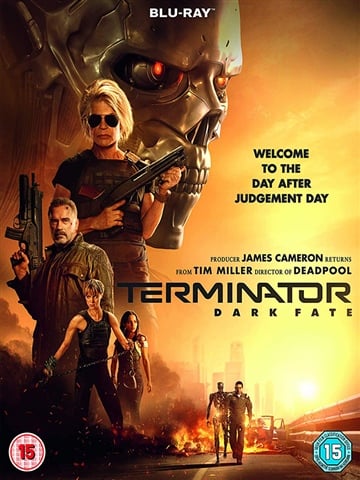 BLU-RAY™
WELCOME
TO THE
DAY AFTER
JUDGEMENT DAY
PRODUCER JAMES CAMERON RETURNS
FROM TIM MILLER DIRECTOR OF DEADPOOL
TERMINATOR
DARK FATE
15
15